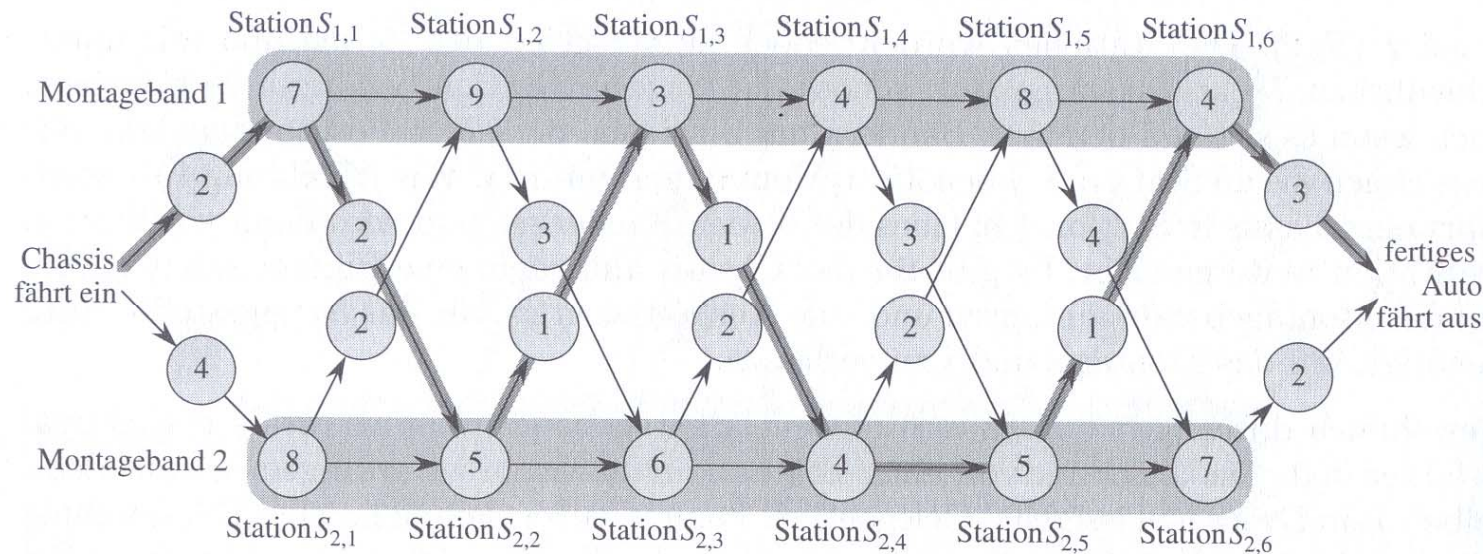 Station S1,1 Station S1,2 Station S1,3 Station S1,4 Station S1,5 Station S1,6
Montageband 1 7 9 3 4 8 4
2 3
2 3 1 3 4
Chassis fertiges
fährt ein Auto
fährt aus
2 1 2 2 1
4 2
Montageband 2 8 5 6 4 5 7
Station S2,1 Station S2,2 Station S2,3 Station S2,4 Station S2,5 Station S2,6